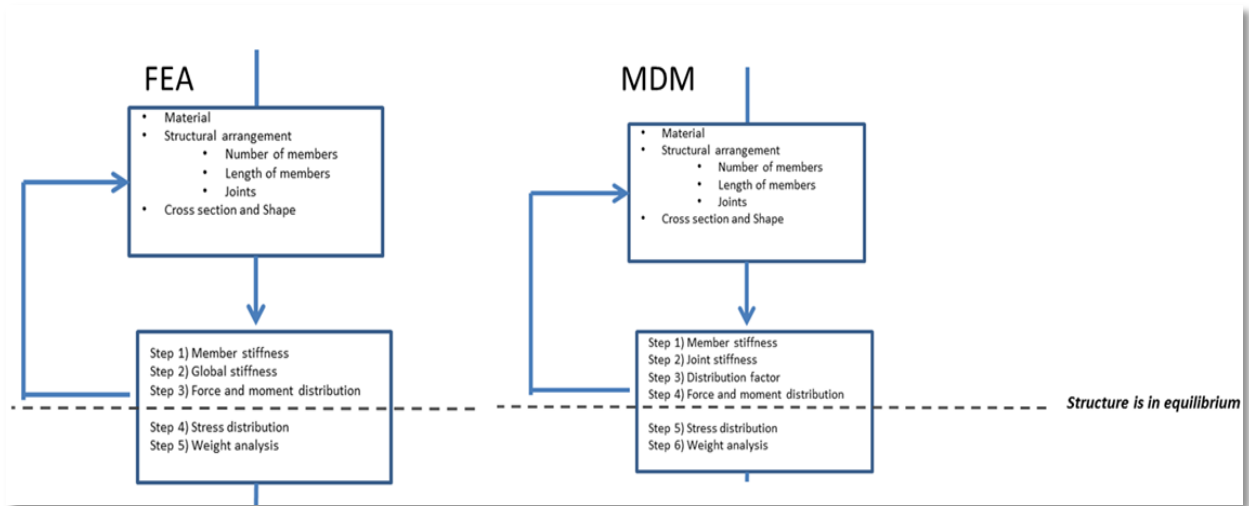 FEA
• Material
• Structural arrangement
• Number of members
• Length of members
• Joints
• Cross section and Shape
Step 1) Member stiffness
Step 2) Global stiffness
Step 3) Force and moment distribution
Step 4) Stress distribution
Step 5) Weight analysis
MDM
• Material
• Structural arrangement
• Number of members
• Length of members
• Joints
• Cross section and Shape
Step 1) Member stiffness
Step 2) Joint stiffness
Step 3) Distribution factor
Step 4) Force and moment distribution
Step 5) Stress distribution
Step 6) Weight analysis
Structure is in equilibrium